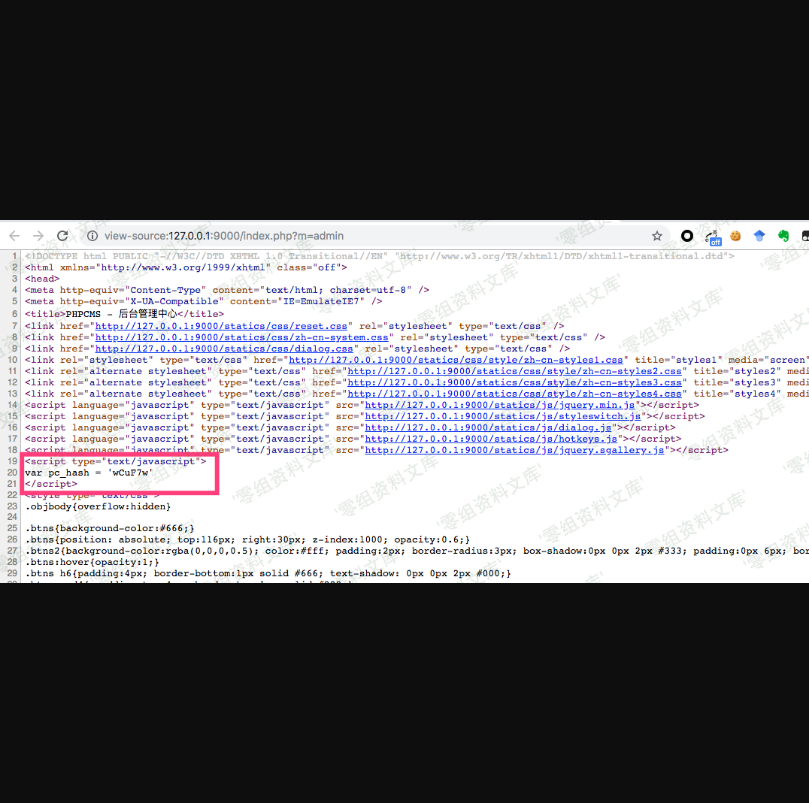 view-source:127.0.0.1:9000/index.php?m=admin
off
1 <!DOCTYPE html PUBLIC "-//W3C//DTD XHTML 1.0 Transitional//EN" "http://www.w3.org/TR/xhtml1/DTD/xhtml1-transitional.dtd">
2 <html xmlns="http://www.w3.org/1999/xhtml" class="off">
3 <head>
4 <meta http-equiv="Content-Type" content="text/html; charset=utf-8" />
5 <meta http-equiv="X-UA-Compatible" content="IE=EmulateIE7" />
6 <title>PHPCMS - 后台管理中心</title>
7 <link href="http://127.0.0.1:9000/statics/css/reset.css" rel="stylesheet" type="text/css" />
8 <link href="http://127.0.0.1:9000/statics/css/zh-cn-system.css" rel="stylesheet" type="text/css" />
9 <link href="http://127.0.0.1:9000/statics/css/dialog.css" rel="stylesheet" type="text/css" />
10 <link rel="stylesheet" type="text/css" href="http://127.0.0.1:9000/statics/css/style/zh-cn-styles1.css" title="styles1" media="screen"
11 <link rel="alternate stylesheet" type="text/css" href="http://127.0.0.1:9000/statics/css/style/zh-cn-styles2.css" title="styles2" medi
12 <link rel="alternate stylesheet" type="text/css" href="http://127.0.0.1:9000/statics/css/style/zh-cn-styles3.css" title="styles3" medi
13 <link rel="alternate stylesheet" type="text/css" href="http://127.0.0.1:9000/statics/css/style/zh-cn-styles4.css" title="styles4" medi
14 <script language="javascript" type="text/javascript" src="http://127.0.0.1:9000/statics/js/jquery.min.js"></script>
15 <script language="javascript" type="text/javascript" src="http://127.0.0.1:9000/statics/js/styleswitch.js"></script>
16 <script language="javascript" type="text/javascript" src="http://127.0.0.1:9000/statics/js/dialog.js"></script>
17 <script language="javascript" type="text/javascript" src="http://127.0.0.1:9000/statics/js/hotkeys.js"></script>
18 <script language="javascript" type="text/javascript" src="http://127.0.0.1:9000/statics/js/jquery.sgallery.js"></script>
19 <script type="text/javascript">
20 var pc_hash = 'wCuF7w'
21 </script>
22 <style type="text/css">
23 .objbody{overflow:hidden}
24
25 .btns{background-color:#666;}
26 .btns{position: absolute; top:116px; right:30px; z-index:1000; opacity:0.6;}
27 .btns2{background-color:rgba(0,0,0,0.5); color:#fff; padding:2px; border-radius:3px; box-shadow:0px 0px 2px #333; padding:0px 6px; bor
28 .btns:hover{opacity:1;}
29 .btns h6{padding:4px; border-bottom:1px solid #666; text-shadow: 0px 0px 2px #000;}
零组资料文库